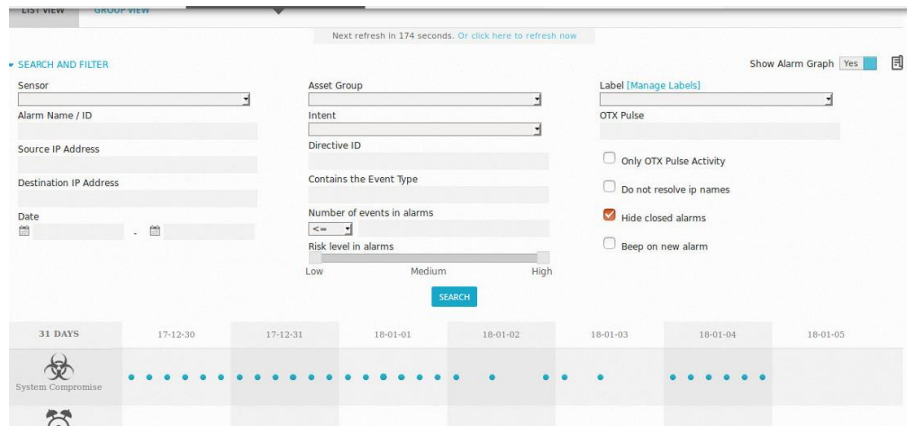 LIST VIEW GROUP VIEW
Next refresh in 174 seconds. Or click here to refresh now
SEARCH AND FILTER
Show Alarm Graph Yes
Sensor
Asset Group
Label [Manage Labels]
Alarm Name / ID
Intent
OTX Pulse
Source IP Address
Directive ID
Only OTX Pulse Activity
Destination IP Address
Contains the Event Type
Do not resolve ip names
Date
Number of events in alarms
Hide closed alarms
-
<=
Risk level in alarms
Beep on new alarm
Low Medium High
SEARCH
31 DAYS 17-12-30 17-12-31 18-01-01 18-01-02 18-01-03 18-01-04 18-01-05
System Compromise